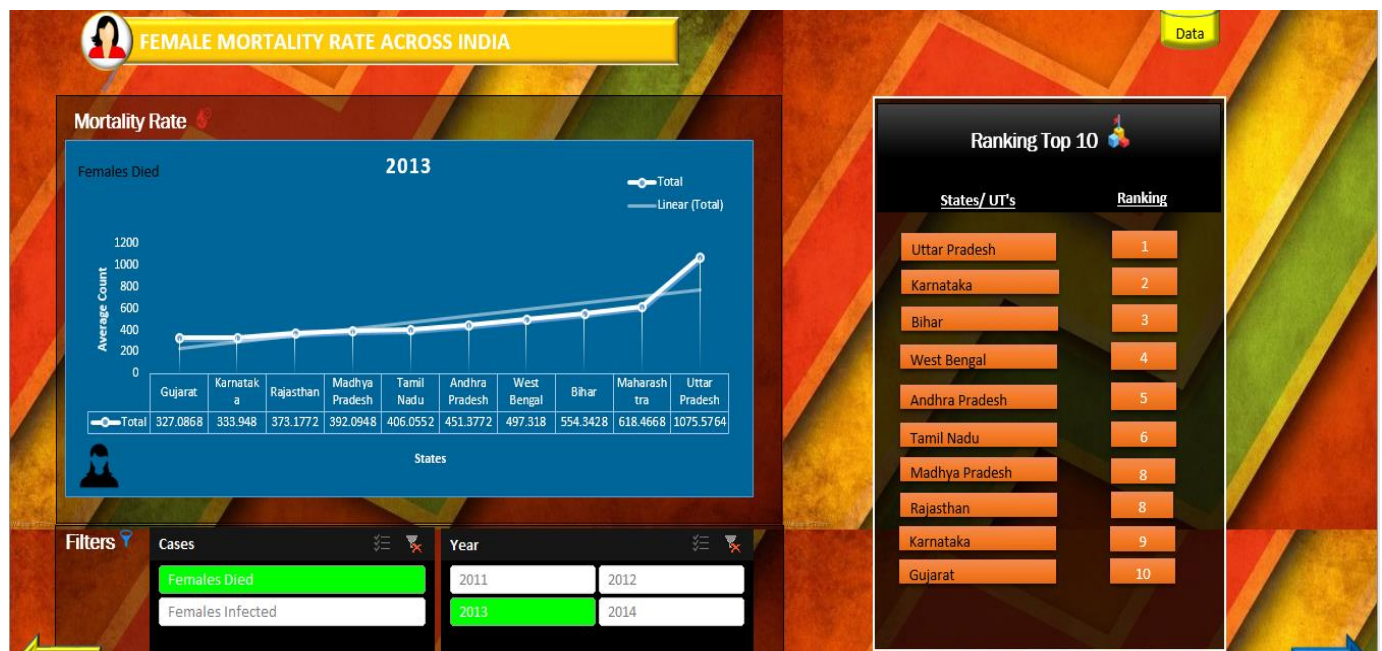 FEMALE MORTALITY RATE ACROSS INDIA
Data
Mortality Rate
Females Died
2013
Total
Linear (Total)
1200
1000
800
600
400
200
0
Average Count
Gujarat Karnatak a Rajasthan Madhya Pradesh Tamil Nadu Andhra Pradesh West Bengal Bihar Maharash tra Uttar Pradesh
Total 327.0868 333.948 373.1772 392.0948 406.0552 451.3772 497.318 554.3428 618.4668 1075.5764
States
Ranking Top 10
States/ UT's Ranking
Uttar Pradesh 1
Karnataka 2
Bihar 3
West Bengal 4
Andhra Pradesh 5
Tamil Nadu 6
Madhya Pradesh 8
Rajasthan 8
Karnataka 9
Gujarat 10
Filters
Cases
Females Died
Females Infected
Year
2011 2012
2013 2014